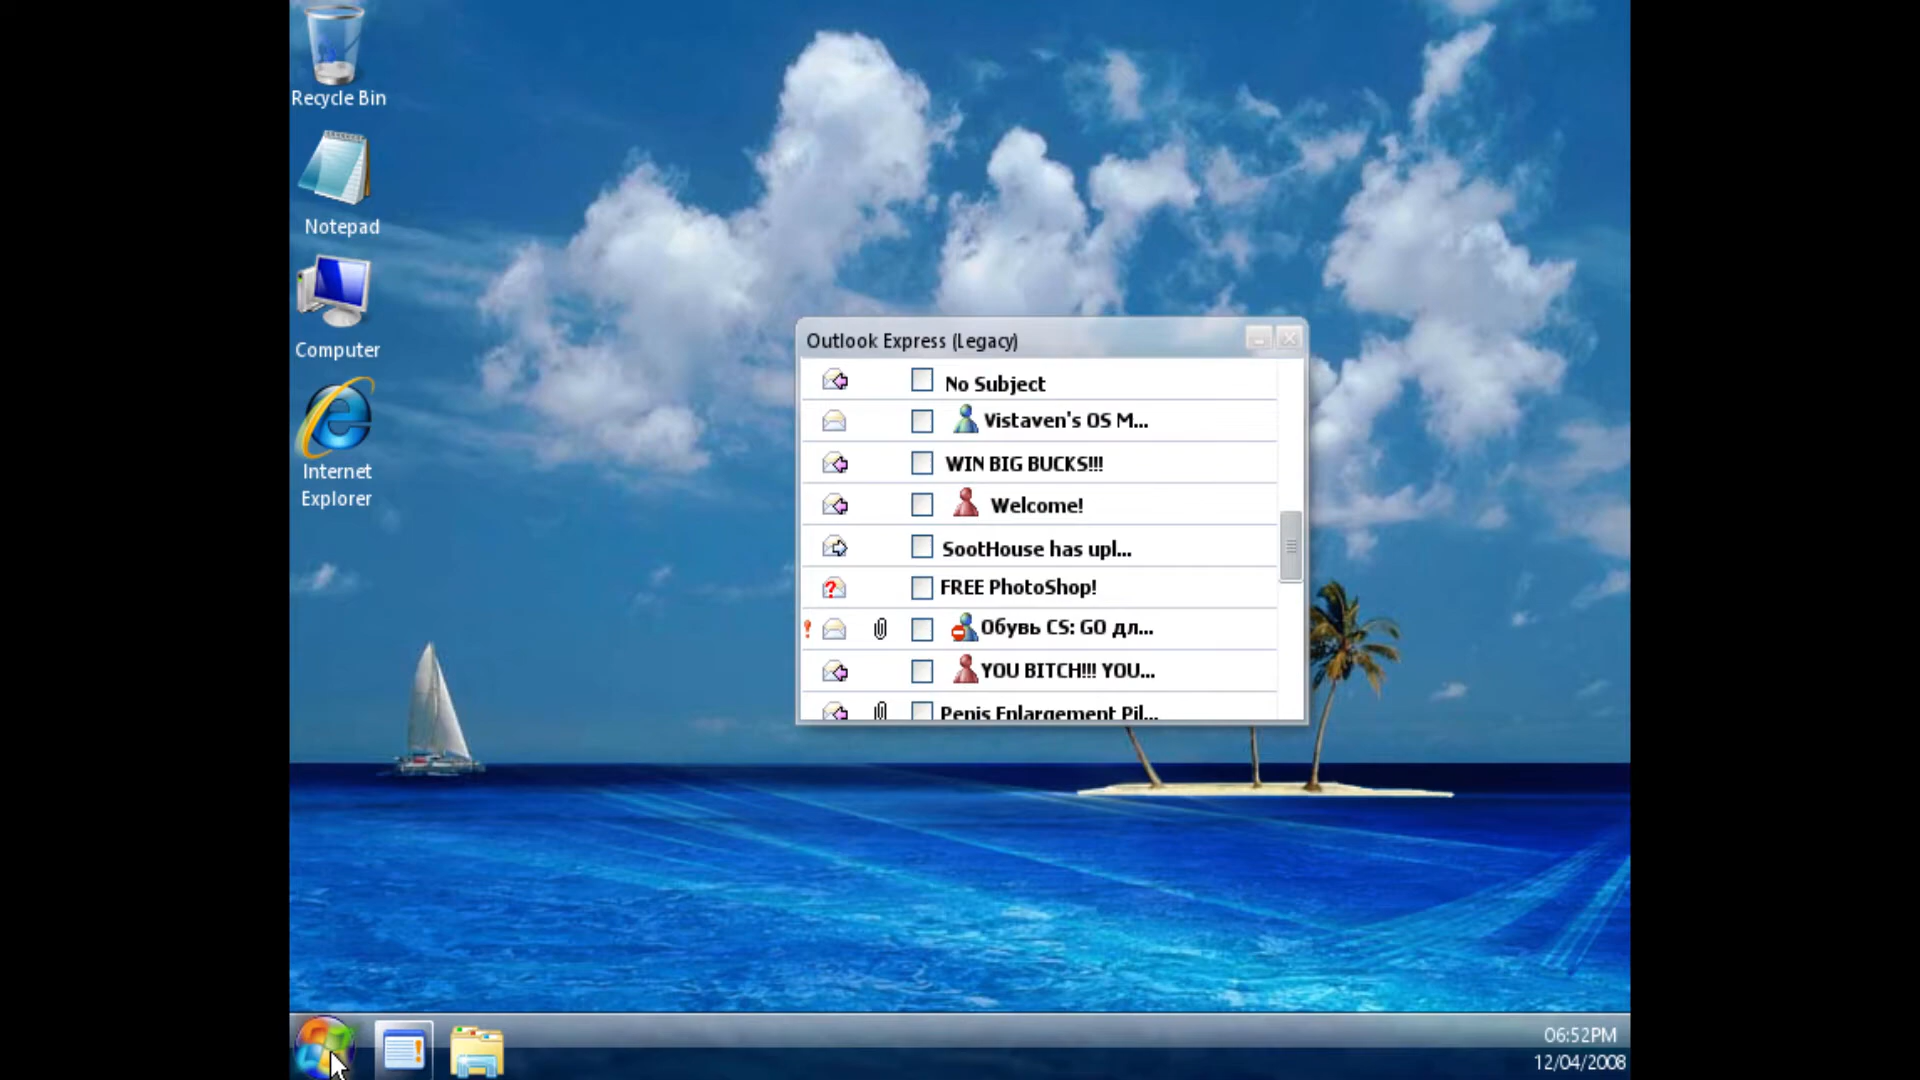 Recycle Bin
Notepad
Computer
Internet
Explorer
Outlook Express (Legacy)
No Subject
Vistaven's OS M...
WIN BIG BUCKS!!!
Welcome!
SootHouse has upl...
FREE PhotoShop!
Обувь CS: GO дл...
YOU BITCH!!! YOU...
Penis Enlargement Pil...
06:52PM
12/04/2008